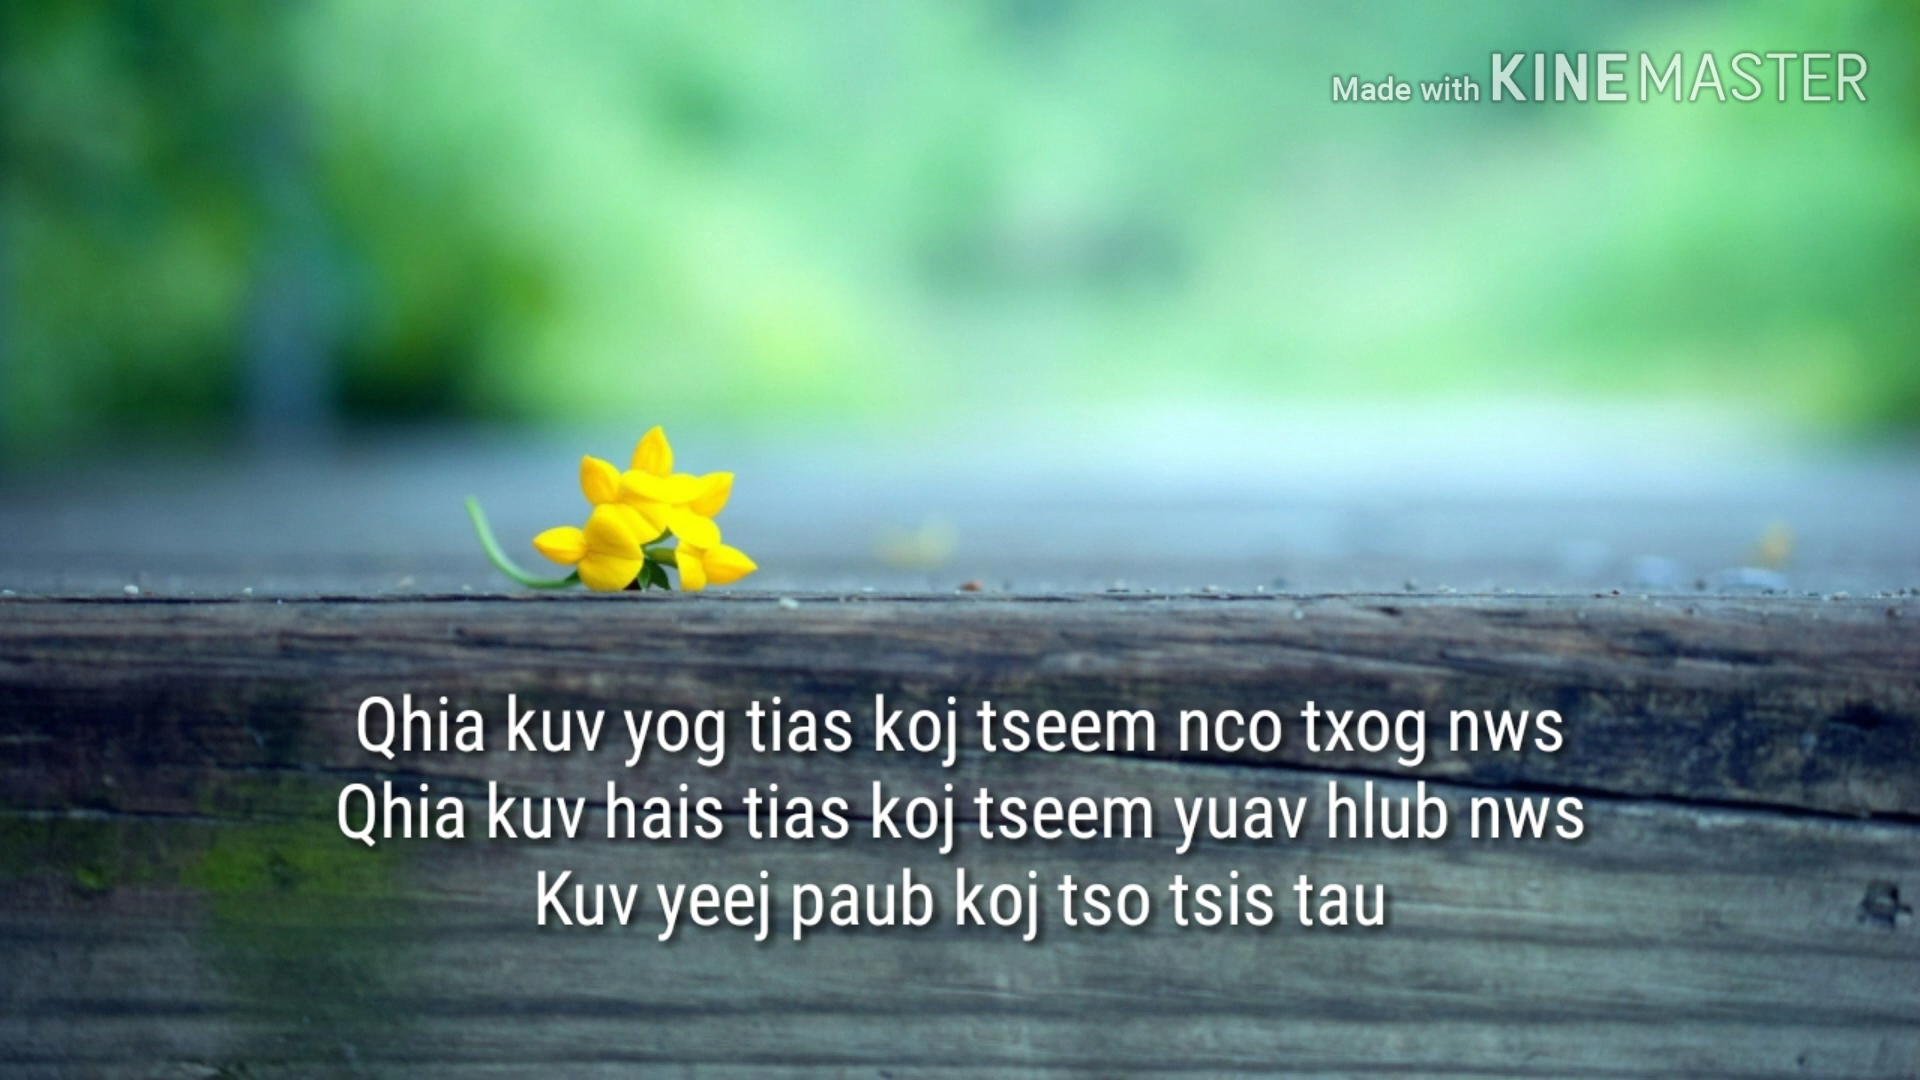 Made with KINEMASTER
Qhia kuv yog tias koj tseem nco txog nws
Qhia kuv hais tias koj tseem yuav hlub nws
Kuv yeej paub koj tso tsis tau